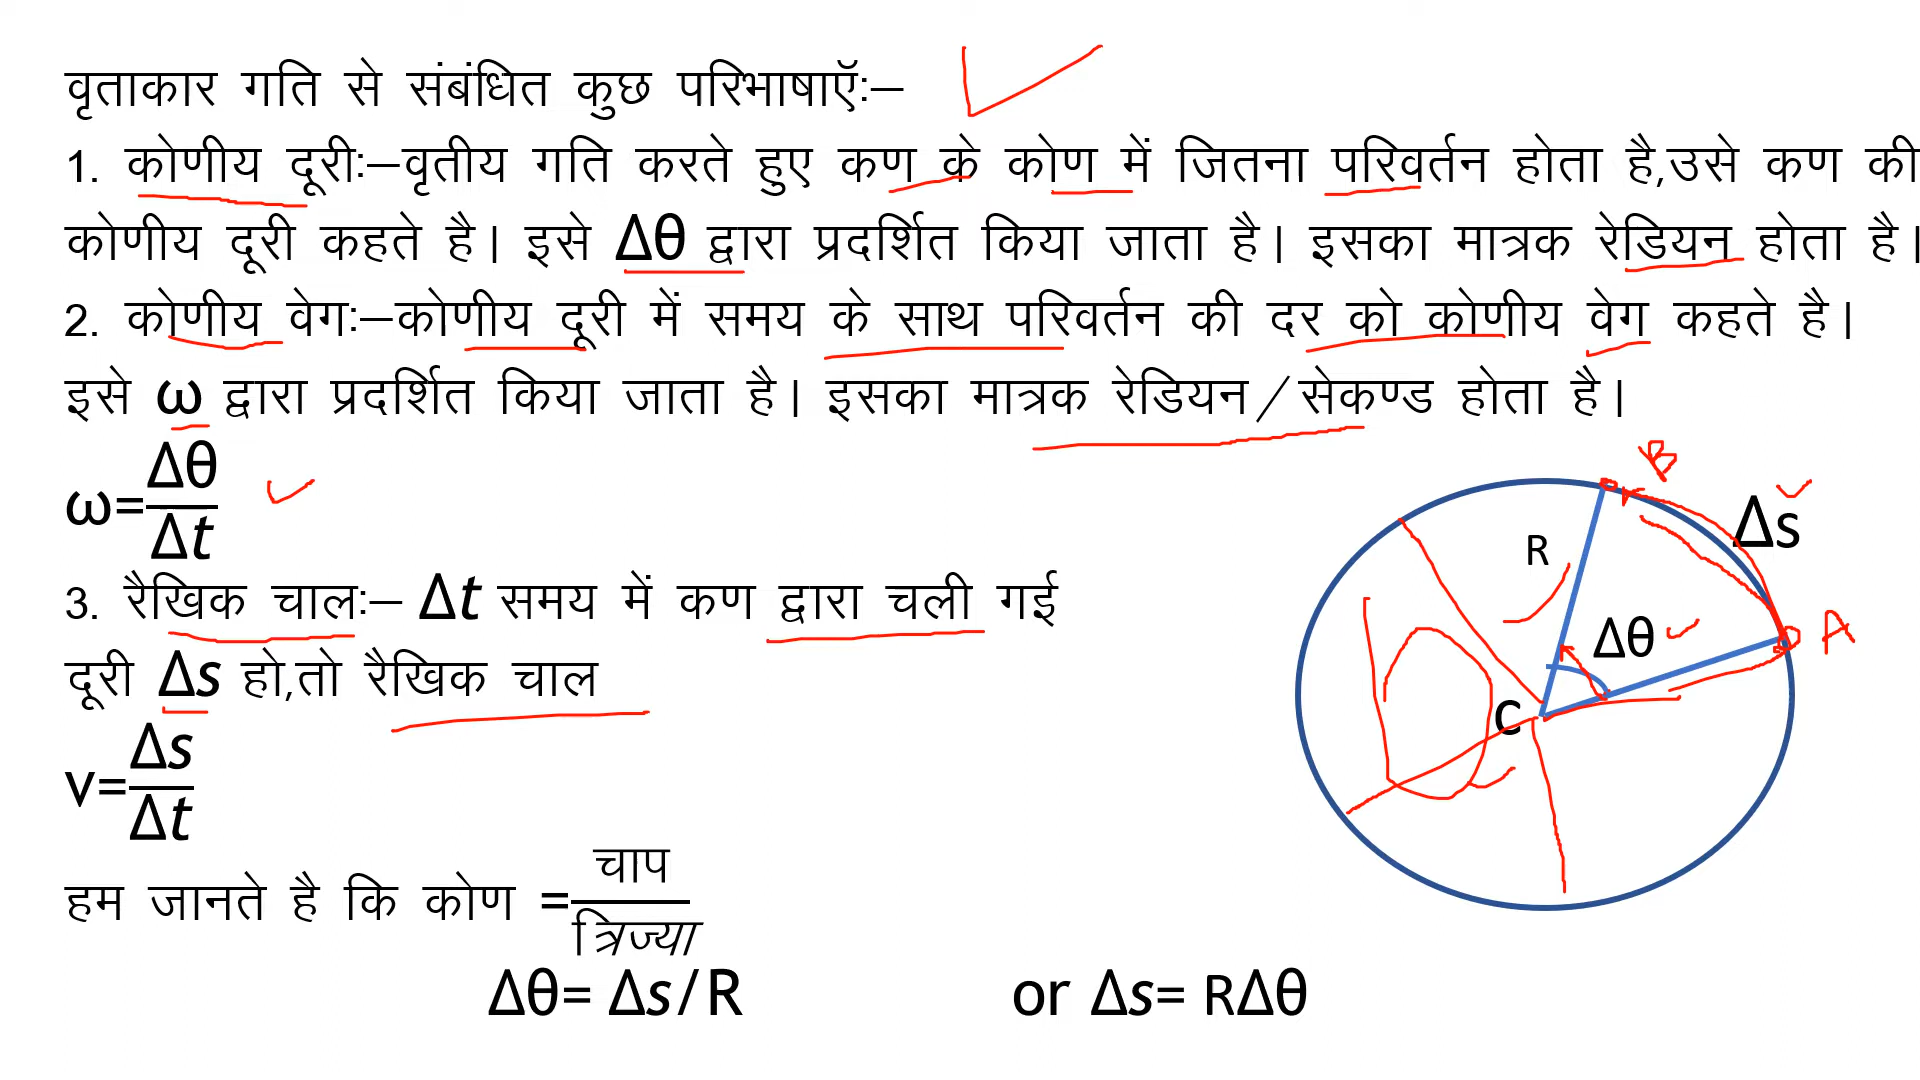 वृताकार गति से संबंधित कुछ परिभाषाऍः–
1. कोणीय दूरीः–वृतीय गति करते हुए कण के कोण में जितना परिवर्तन होता है,उसे कण की
कोणीय दूरी कहते है। इसे Δθ द्वारा प्रदर्शित किया जाता है। इसका मात्रक रेडियन होता है।
2. कोणीय वेगः–कोणीय दूरी में समय के साथ परिवर्तन की दर को कोणीय वेग कहते है।
इसे ω द्वारा प्रदर्शित किया जाता है। इसका मात्रक रेडियन/सेकण्ड होता है।
ω=Δθ/Δt
3. रैखिक चालः– Δt समय में कण द्वारा चली गई
दूरी Δs हो,तो रैखिक चाल
v=Δs/Δt
हम जानते है कि कोण =चाप/त्रिज्या
Δθ= Δs/R or Δs= RΔθ
B
Δs
R
Δθ
A
C